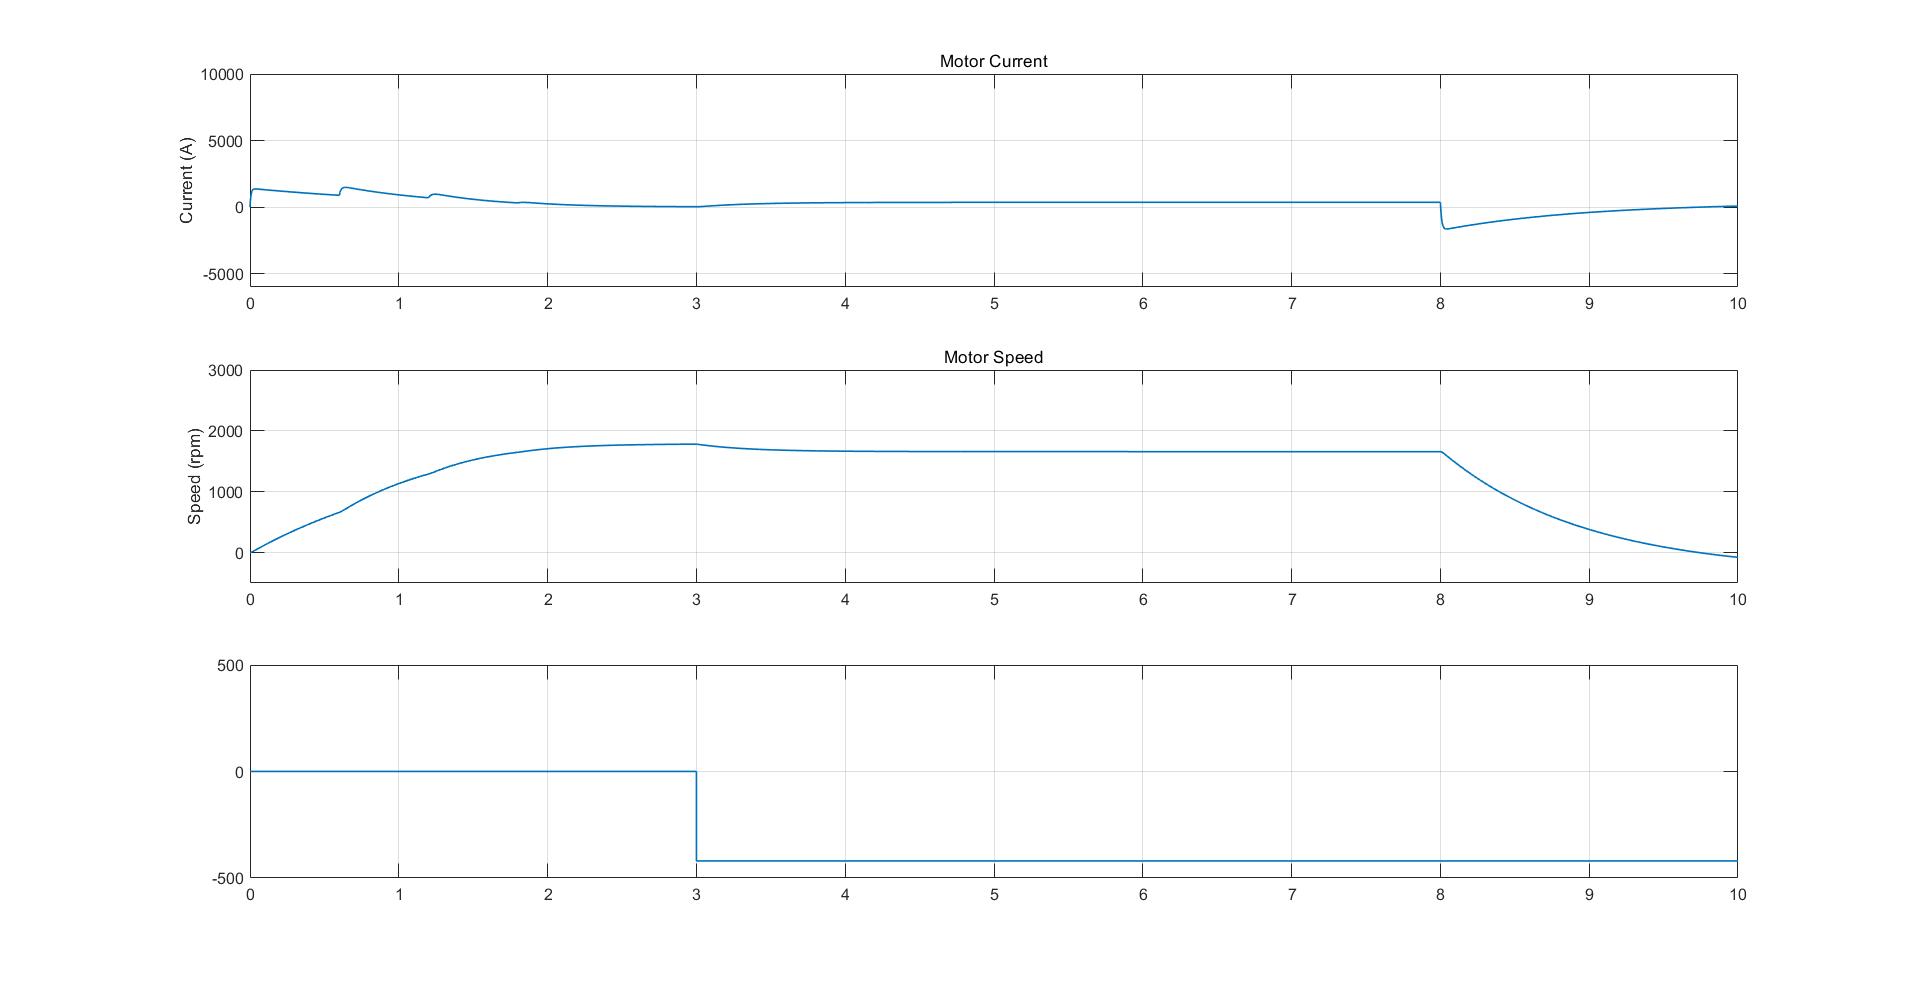 Motor Current
10000
5000
0
-5000
Current (A)
0 1 2 3 4 5 6 7 8 9 10
Motor Speed
3000
2000
1000
0
Speed (rpm)
0 1 2 3 4 5 6 7 8 9 10
500
0
-500
0 1 2 3 4 5 6 7 8 9 10